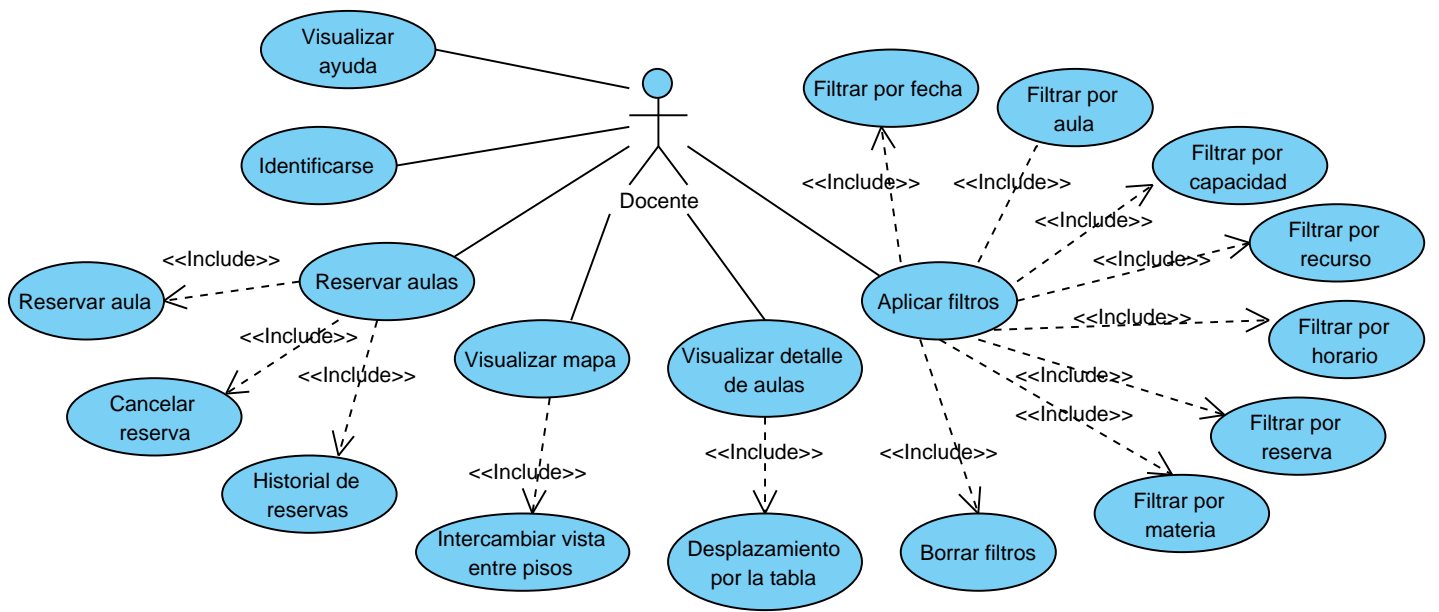 Visualizar
ayuda
Filtrar por fecha
Filtrar por
aula
Identificarse
Filtrar por
capacidad
<<Include>>
<<Include>>
Docente
<<Include>>
Filtrar por
recurso
<<Include>>
Reservar aulas
Reservar aula
Aplicar filtros
<<Include>>
<<Include>>
<<Include>>
Filtrar por
horario
Visualizar mapa
Visualizar detalle
de aulas
<<Include>>
<<Include>>
<<Include>>
Cancelar
reserva
Filtrar por
reserva
<<Include>>
<<Include>>
<<Include>>
Historial de
reservas
Filtrar por
materia
Intercambiar vista
entre pisos
Desplazamiento
por la tabla
Borrar filtros